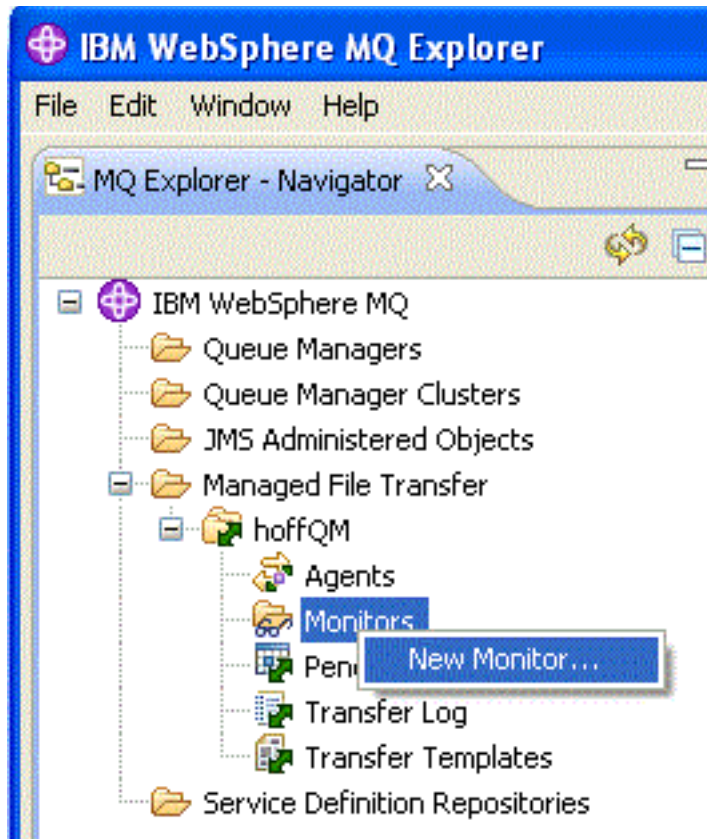 IBM WebSphere MQ Explorer
File Edit Window Help
MQ Explorer - Navigator
IBM WebSphere MQ
Queue Managers
Queue Manager Clusters
JMS Administered Objects
Managed File Transfer
hoffQM
Agents
Monitors
New Monitor...
Transfer Log
Transfer Templates
Service Definition Repositories